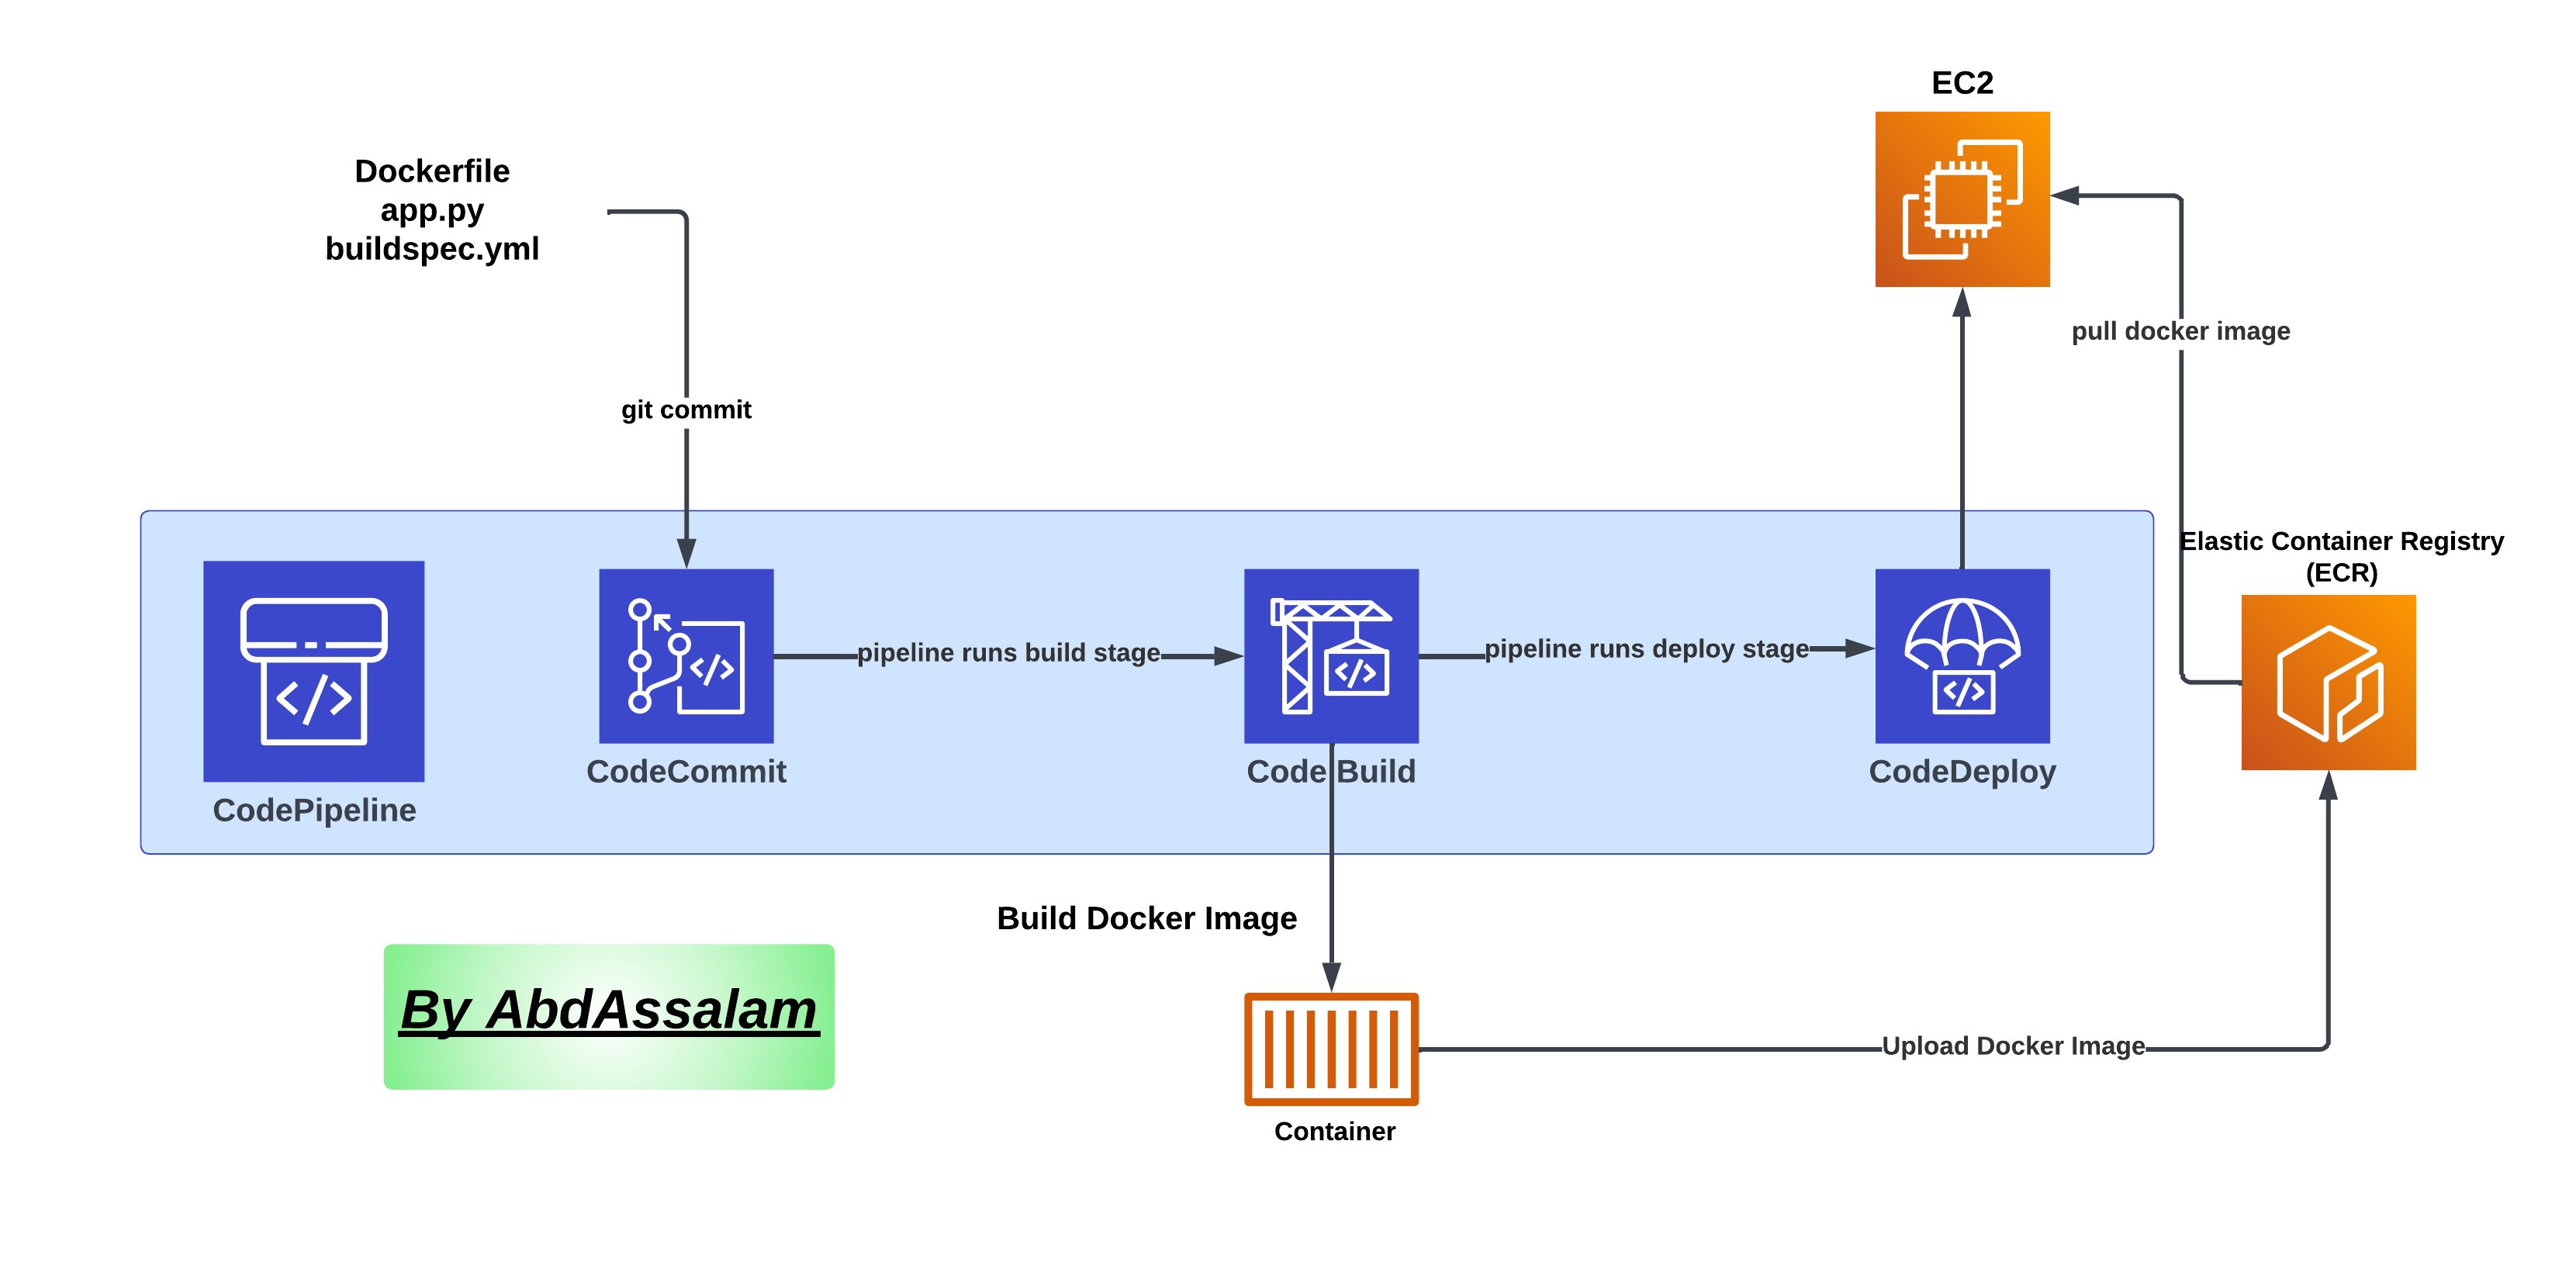 EC2
Dockerfile
app.py
buildspec.yml
pull docker image
git commit
Elastic Container Registry
(ECR)
pipeline runs build stage
pipeline runs deploy stage
CodePipeline
CodeCommit
Code Build
CodeDeploy
Build Docker Image
By AbdAssalam
Upload Docker Image
Container